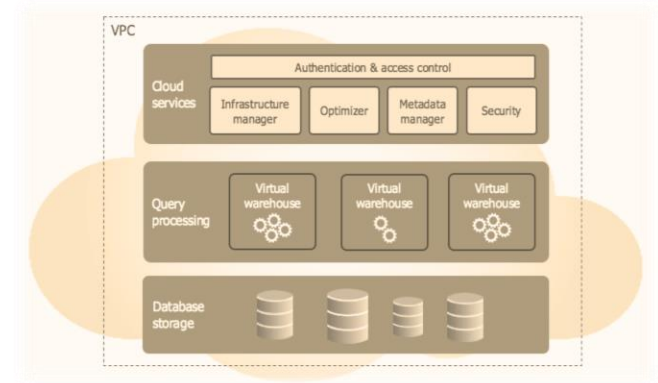 VPC
Cloud
services
Authentication & access control
Infrastructure
manager
Optimizer
Metadata
manager
Security
Query
processing
Virtual
warehouse
Virtual
warehouse
Virtual
warehouse
Database
storage